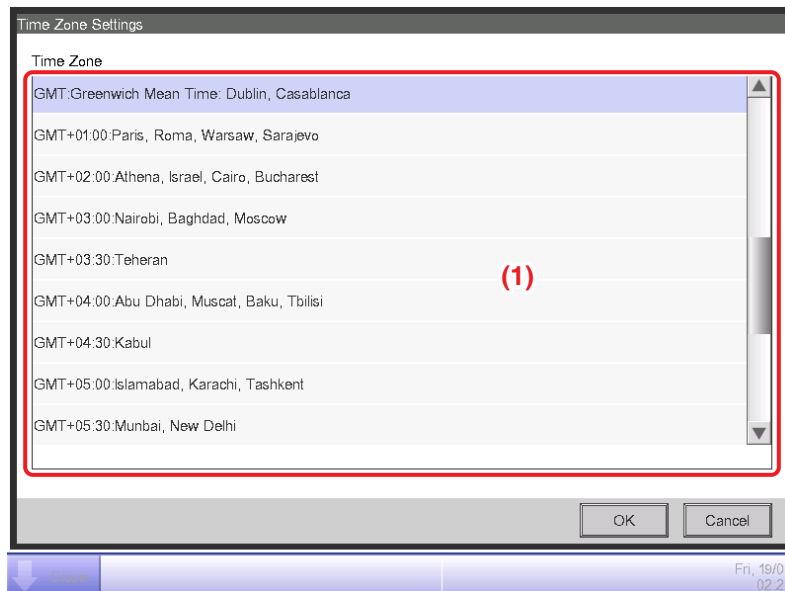 Time Zone Settings
Time Zone
GMT:Greenwich Mean Time: Dublin, Casablanca
GMT+01:00:Paris, Roma, Warsaw, Sarajevo
GMT+02:00:Athena, Israel, Cairo, Bucharest
GMT+03:00:Nairobi, Baghdad, Moscow
GMT+03:30:Teheran
(1)
GMT+04:00:Abu Dhabi, Muscat, Baku, Tbilisi
GMT+04:30:Kabul
GMT+05:00:Islamabad, Karachi, Tashkent
GMT+05:30:Munbai, New Delhi
OK Cancel
Fri, 19/0
02:2